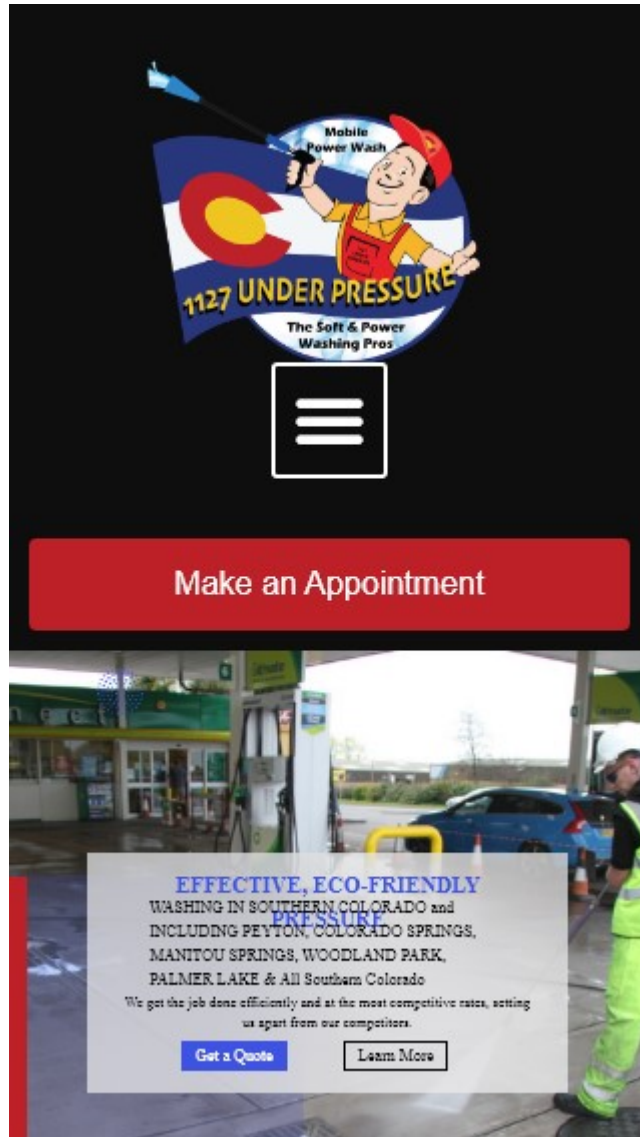 Mobile
Power Wash
1127 UNDER PRESSURE
The Soft & Power
Washing Pros
Make an Appointment
EFFECTIVE, ECO-FRIENDLY
PRESSURE
WASHING IN SOUTHERN COLORADO and
INCLUDING PEYTON, COLORADO SPRINGS,
MANITOU SPRINGS, WOODLAND PARK,
PALMER LAKE & All Southern Colorado
We get the job done efficiently and at the most competitive rates, setting
us apart from our competitors.
Get a Quote
Learn More